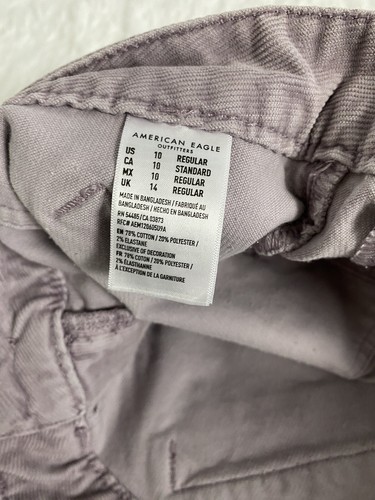 AMERICAN EAGLE
OUTFITTERS
US 10 REGULAR
CA 10 STANDARD
MX 10 REGULAR
UK 14 REGULAR
MADE IN BANGLADESH / FABRIQUÉ AU
BANGLADESH / HECHO EN BANGLADESH
RN 54485/CA 03873
RFC# AEMT2060509A
EN 78% COTTON / 20% POLYESTER /
2% ELASTANE
EXCLUSIVE OF DECORATION
FR 78% COTON / 20% POLYESTER /
2% ÉLASTHANNE
À L'EXCEPTION DE LA GARNITURE